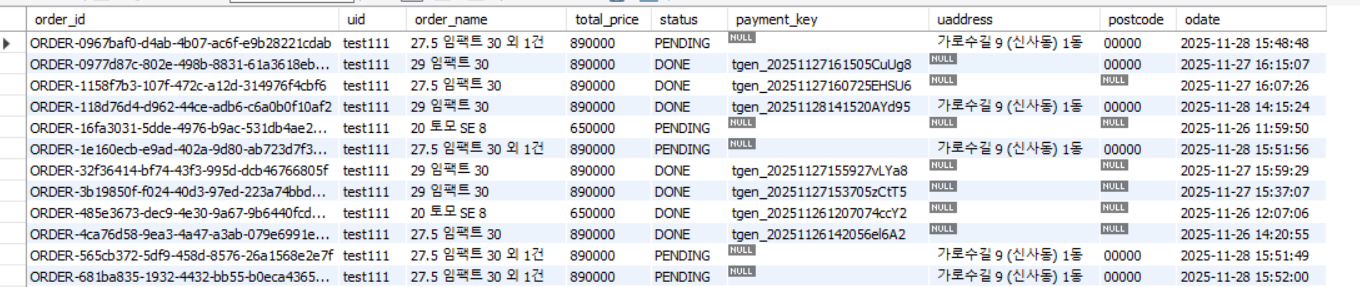 order_id uid order_name total_price status payment_key uaddress postcode odate
ORDER-0967baf0-d4ab-4b07-ac6f-e9b28221cdab test111 27.5 임팩트 30 외 1건 890000 PENDING NULL 가로수길 9 (신사동) 1동 00000 2025-11-28 15:48:48
ORDER-0977d87c-802e-498b-8831-61a3618eb... test111 29 임팩트 30 890000 DONE tgen_20251127161505CuUg8 NULL 00000 2025-11-27 16:15:07
ORDER-1158f7b3-107f-472c-a12d-314976f4cbf6 test111 27.5 임팩트 30 890000 DONE tgen_20251127160725EHSU6 NULL NULL 2025-11-27 16:07:26
ORDER-118d76d4-d962-44ce-adb6-c6a0b0f10af2 test111 29 임팩트 30 890000 DONE tgen_20251128141520AYd95 가로수길 9 (신사동) 1동 00000 2025-11-28 14:15:24
ORDER-16fa3031-5dde-4976-b9ac-531db4ae2... test111 20 토모 SE 8 650000 PENDING NULL NULL NULL 2025-11-26 11:59:50
ORDER-1e160ecb-e9ad-402a-9d80-ab723d7f3... test111 27.5 임팩트 30 외 1건 890000 PENDING NULL 가로수길 9 (신사동) 1동 00000 2025-11-28 15:51:56
ORDER-32f36414-bf74-43f3-995d-dcb46766805f test111 29 임팩트 30 890000 DONE tgen_20251127155927vLYa8 NULL NULL 2025-11-27 15:59:29
ORDER-3b19850f-f024-40d3-97ed-223a74bbd... test111 29 임팩트 30 890000 DONE tgen_20251127153705zCtT5 NULL NULL 2025-11-27 15:37:07
ORDER-485e3673-dec9-4e30-9a67-9b6440fcd... test111 20 토모 SE 8 650000 DONE tgen_20251126120707​4ccY2 NULL NULL 2025-11-26 12:07:06
ORDER-4ca76d58-9ea3-4a47-a3ab-079e6991e... test111 27.5 임팩트 30 890000 DONE tgen_20251126142056el6A2 NULL NULL 2025-11-26 14:20:55
ORDER-565cb372-5df9-458d-8576-26a1568e2e7f test111 27.5 임팩트 30 외 1건 890000 PENDING NULL 가로수길 9 (신사동) 1동 00000 2025-11-28 15:51:49
ORDER-681ba835-1932-4432-bb55-b0eca4365... test111 27.5 임팩트 30 외 1건 890000 PENDING NULL 가로수길 9 (신사동) 1동 00000 2025-11-28 15:52:00